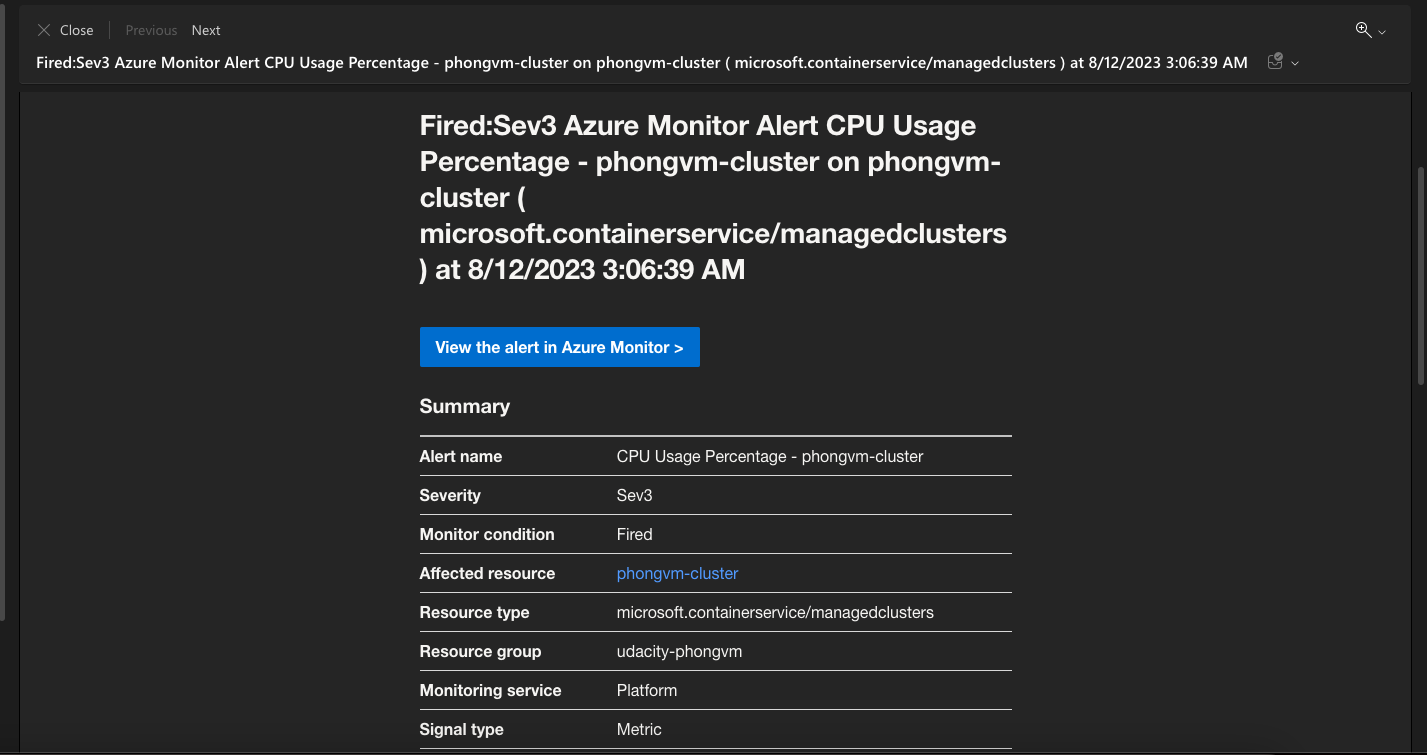 Close Previous Next
Fired:Sev3 Azure Monitor Alert CPU Usage Percentage - phongvm-cluster on phongvm-cluster ( microsoft.containerservice/managedclusters ) at 8/12/2023 3:06:39 AM
Fired:Sev3 Azure Monitor Alert CPU Usage
Percentage - phongvm-cluster on phongvm-
cluster (
microsoft.containerservice/managedclusters
) at 8/12/2023 3:06:39 AM
View the alert in Azure Monitor >
Summary
Alert name CPU Usage Percentage - phongvm-cluster
Severity Sev3
Monitor condition Fired
Affected resource phongvm-cluster
Resource type microsoft.containerservice/managedclusters
Resource group udacity-phongvm
Monitoring service Platform
Signal type Metric